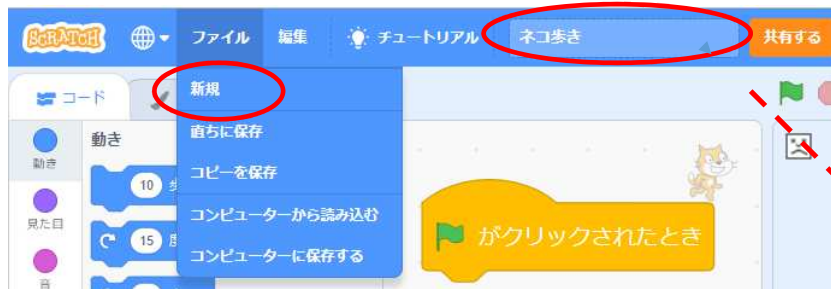 SCRATCH ファイル 編集 チュートリアル ネコ歩き 共有する
コード
新規
直ちに保存
コピーを保存
コンピューターから読み込む
コンピューターに保存する
動き
見た目
音
動き
10
15
がクリックされたとき